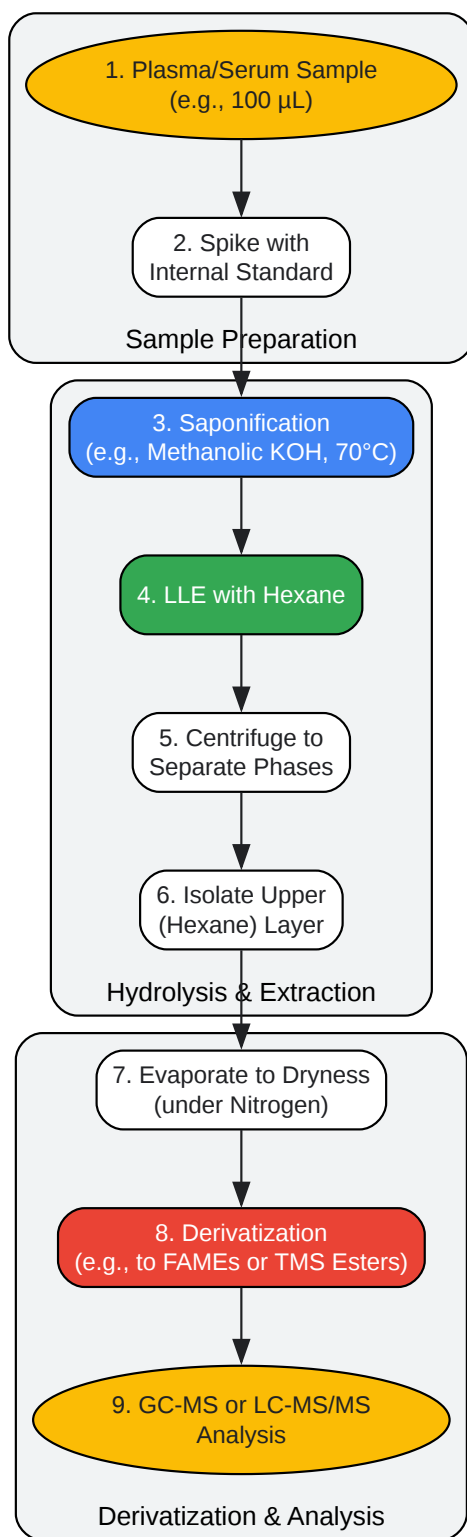 1. Plasma/Serum Sample
(e.g., 100 µL)
2. Spike with
Internal Standard
Sample Preparation
3. Saponification
(e.g., Methanolic KOH, 70°C)
4. LLE with Hexane
5. Centrifuge to
Separate Phases
6. Isolate Upper
(Hexane) Layer
Hydrolysis & Extraction
7. Evaporate to Dryness
(under Nitrogen)
8. Derivatization
(e.g., to FAMEs or TMS Esters)
9. GC-MS or LC-MS/MS
Analysis
Derivatization & Analysis